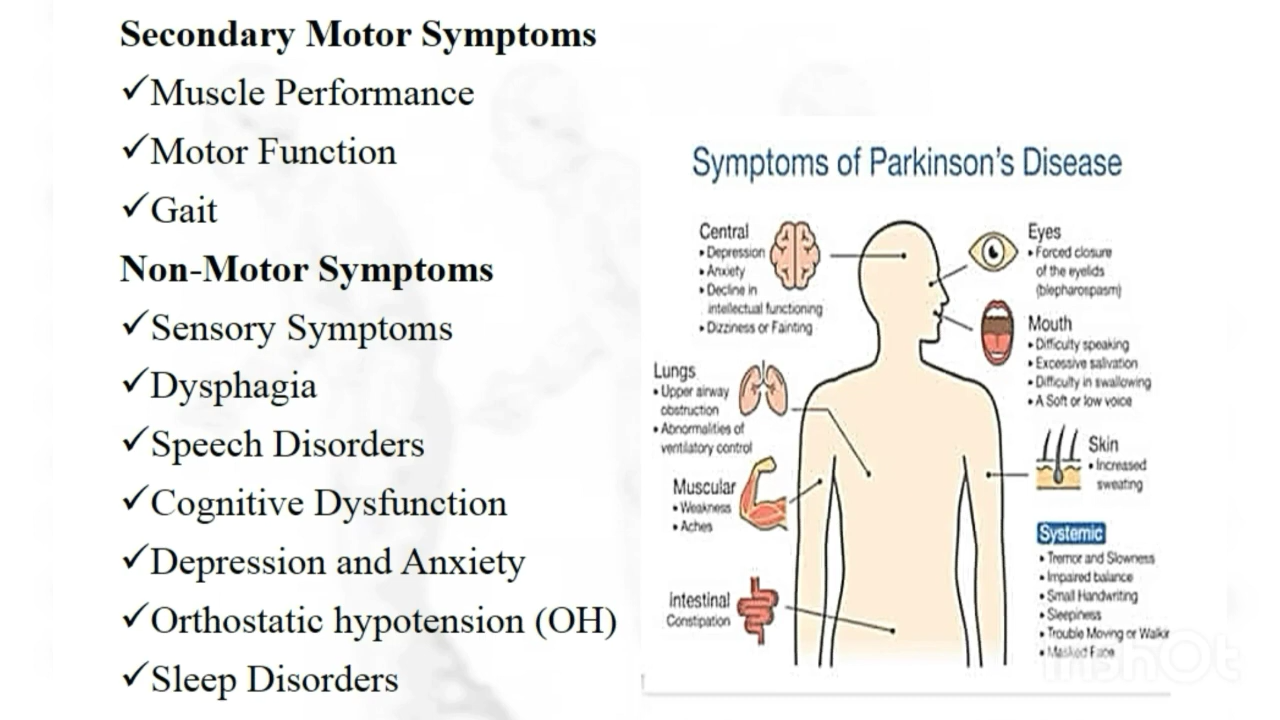 Secondary Motor Symptoms
✓Muscle Performance
✓Motor Function
✓Gait
Non-Motor Symptoms
✓Sensory Symptoms
✓Dysphagia
✓Speech Disorders
✓Cognitive Dysfunction
✓Depression and Anxiety
✓Orthostatic hypotension (OH)
✓Sleep Disorders
Symptoms of Parkinson's Disease
Central
• Depression
• Anxiety
• Decline in
intellectual functioning
• Dizziness or Fainting
Lungs
• Upper airway
obstruction
• Abnormalities of
ventilatory control
Muscular
• Weakness
• Aches
Intestinal
Constipation
Eyes
• Forced closure
of the eyelids
(blepharospasm)
Mouth
• Difficulty speaking
• Excessive salivation
• Difficulty in swallowing
• A Soft or low voice
Skin
• Increased
sweating
Systemic
• Tremor and Slowness
• Impaired balance
• Small Handwriting
• Sleepiness
• Trouble Moving or Walkin
• Masked Face
InShOt